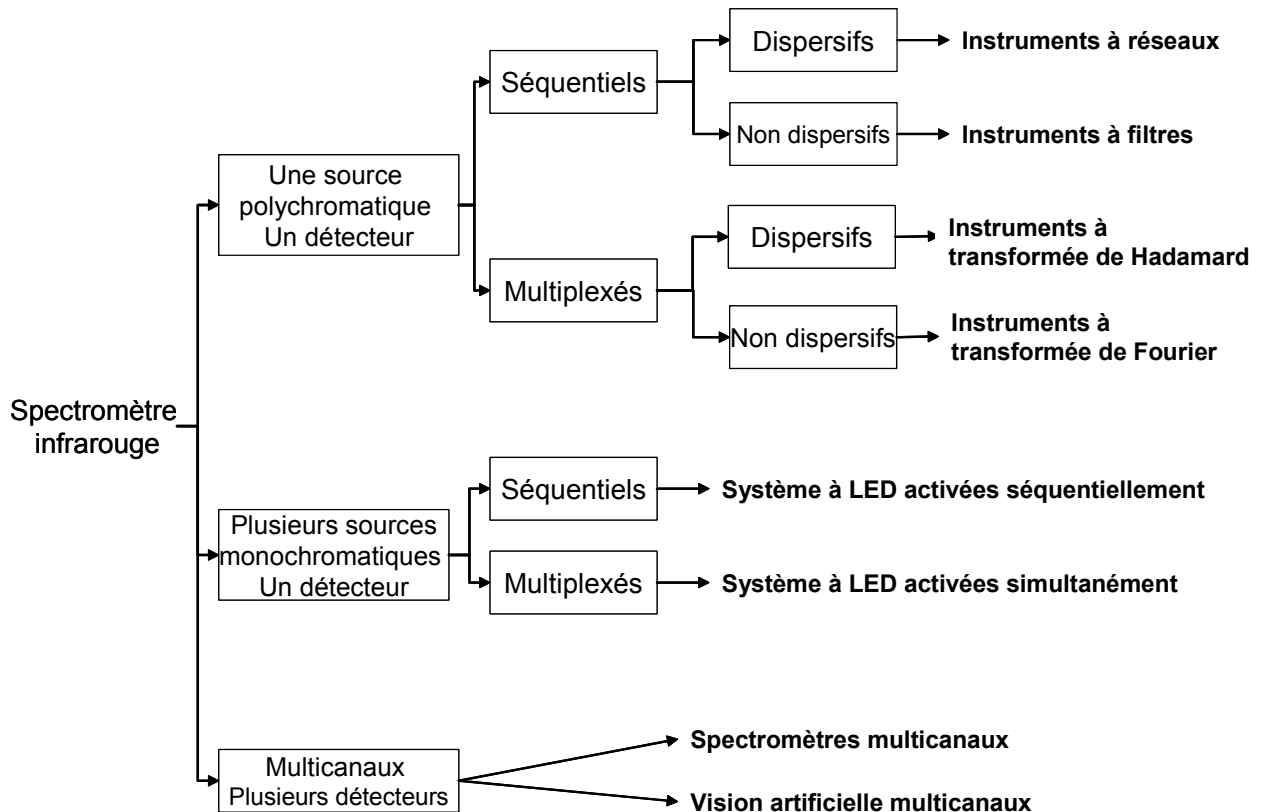 Dispersifs
Instruments à réseaux
Séquentiels
Non dispersifs
Instruments à filtres
Une source
polychromatique
Un détecteur
Dispersifs
Instruments à
transformée de Hadamard
Multiplexés
Non dispersifs
Instruments à
transformée de Fourier
Spectromètre
infrarouge
Séquentiels
Système à LED activées séquentiellement
Plusieurs sources
monochromatiques
Un détecteur
Multiplexés
Système à LED activées simultanément
Multicanaux
Plusieurs détecteurs
Spectromètres multicanaux
Vision artificielle multicanaux